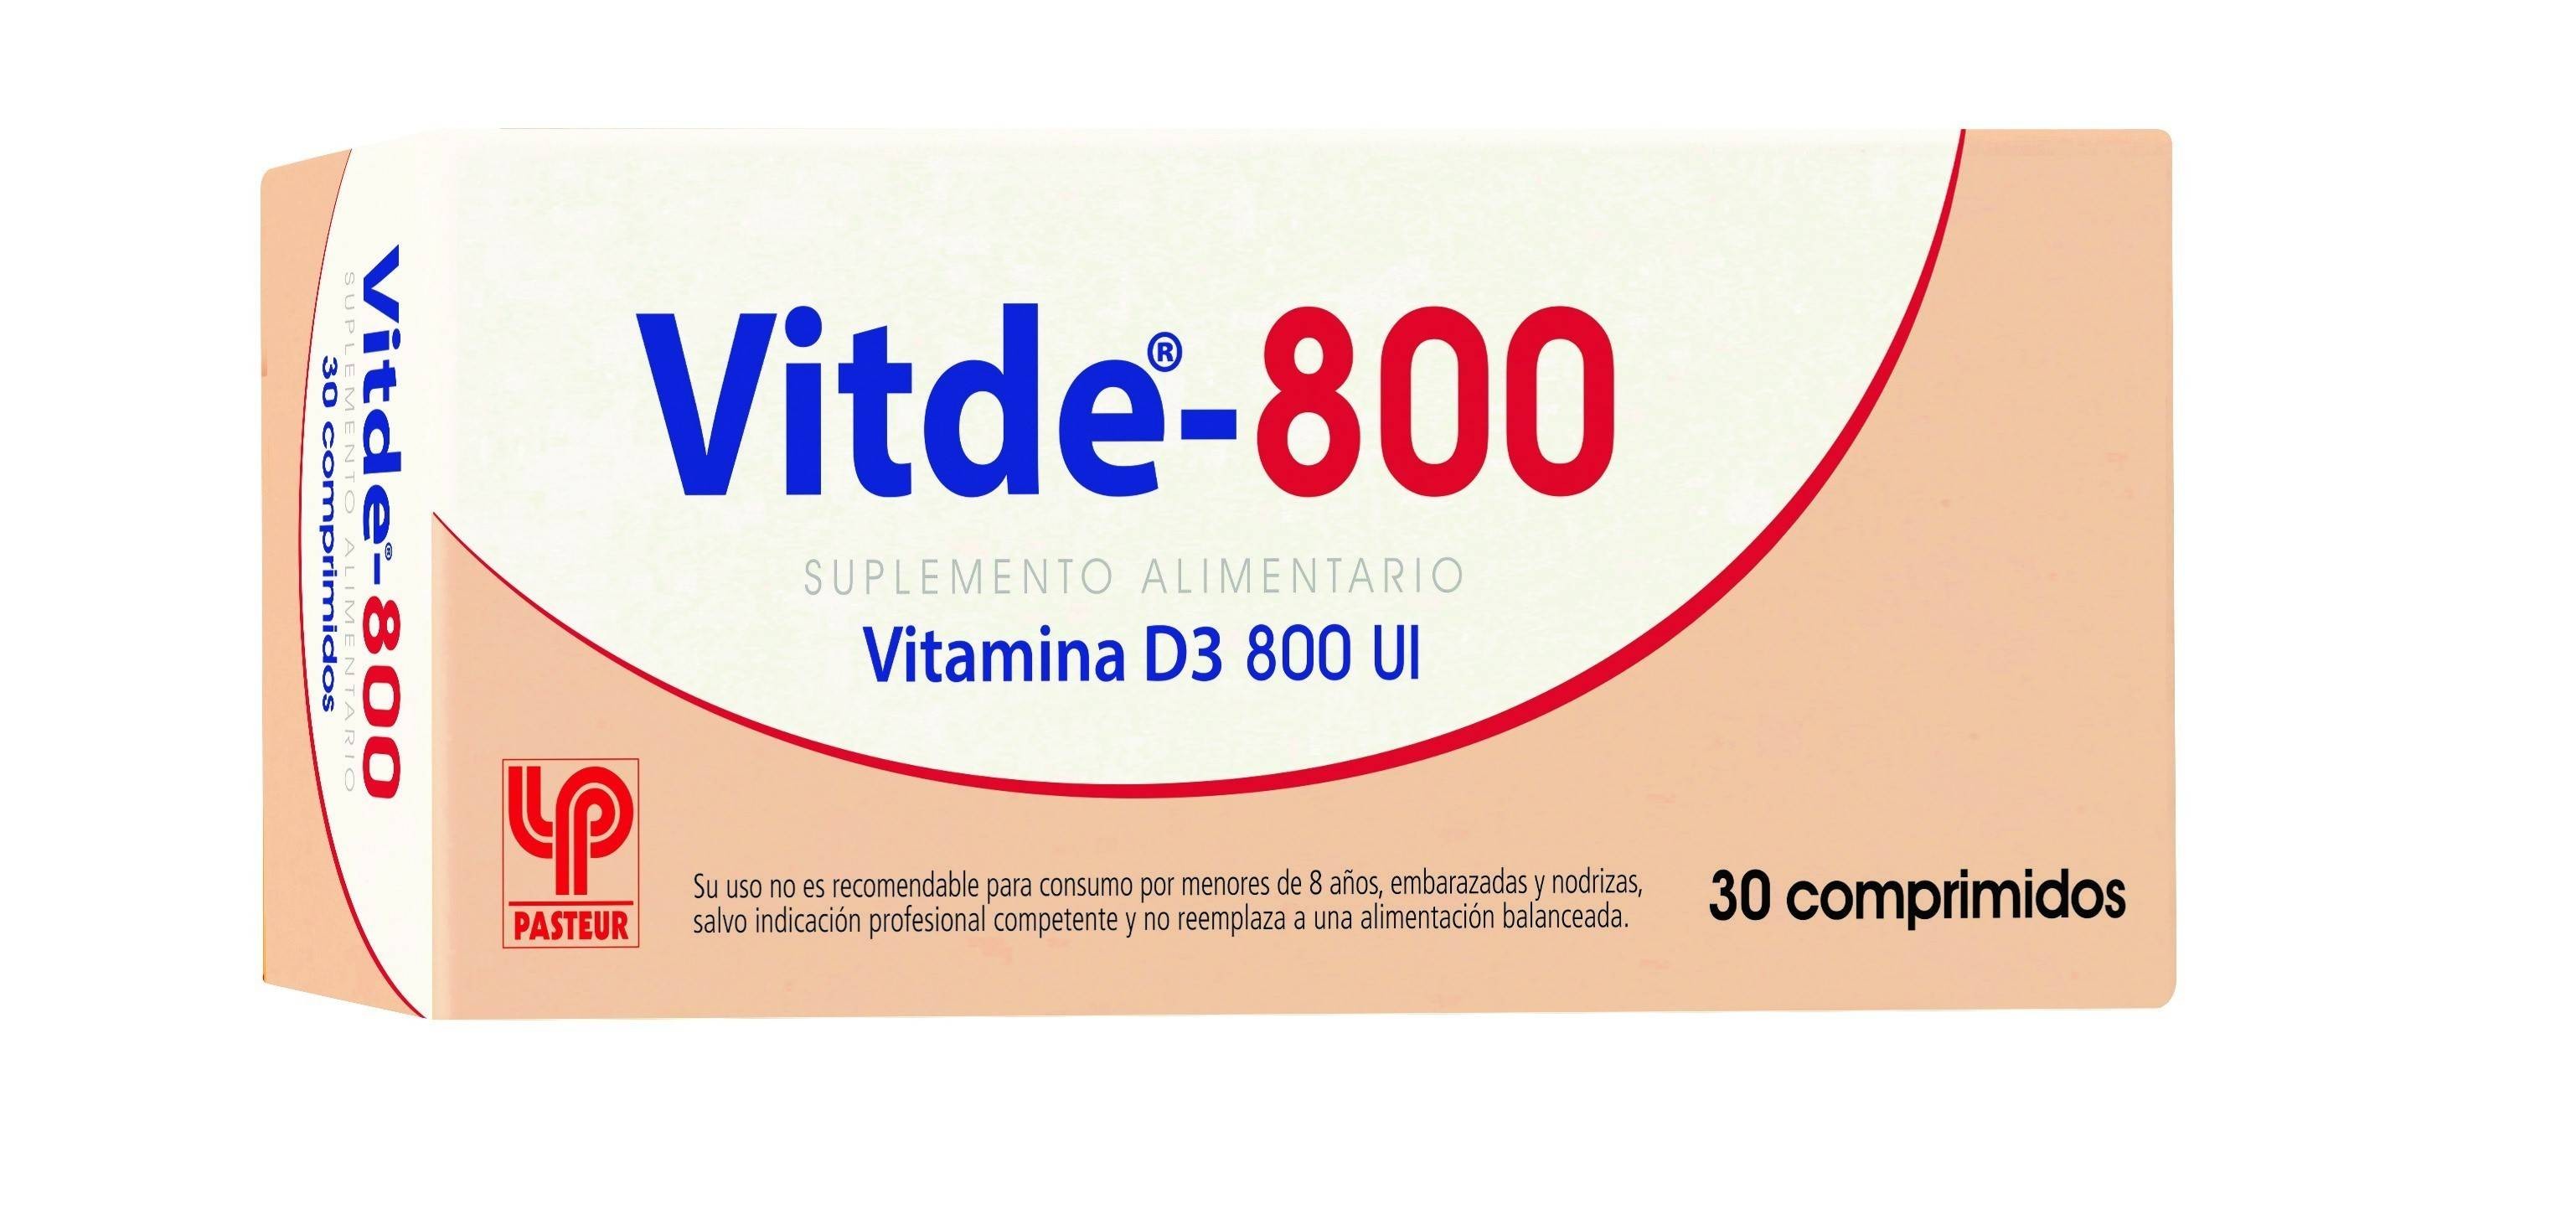 Vitde®-800
SUPLEMENTO ALIMENTARIO
30 comprimidos
Vitde®-800
SUPLEMENTO ALIMENTARIO
Vitamina D3 800 UI
LP
PASTEUR
Su uso no es recomendable para consumo por menores de 8 años, embarazadas y nodrizas,
salvo indicación profesional competente y no reemplaza a una alimentación balanceada.
30 comprimidos